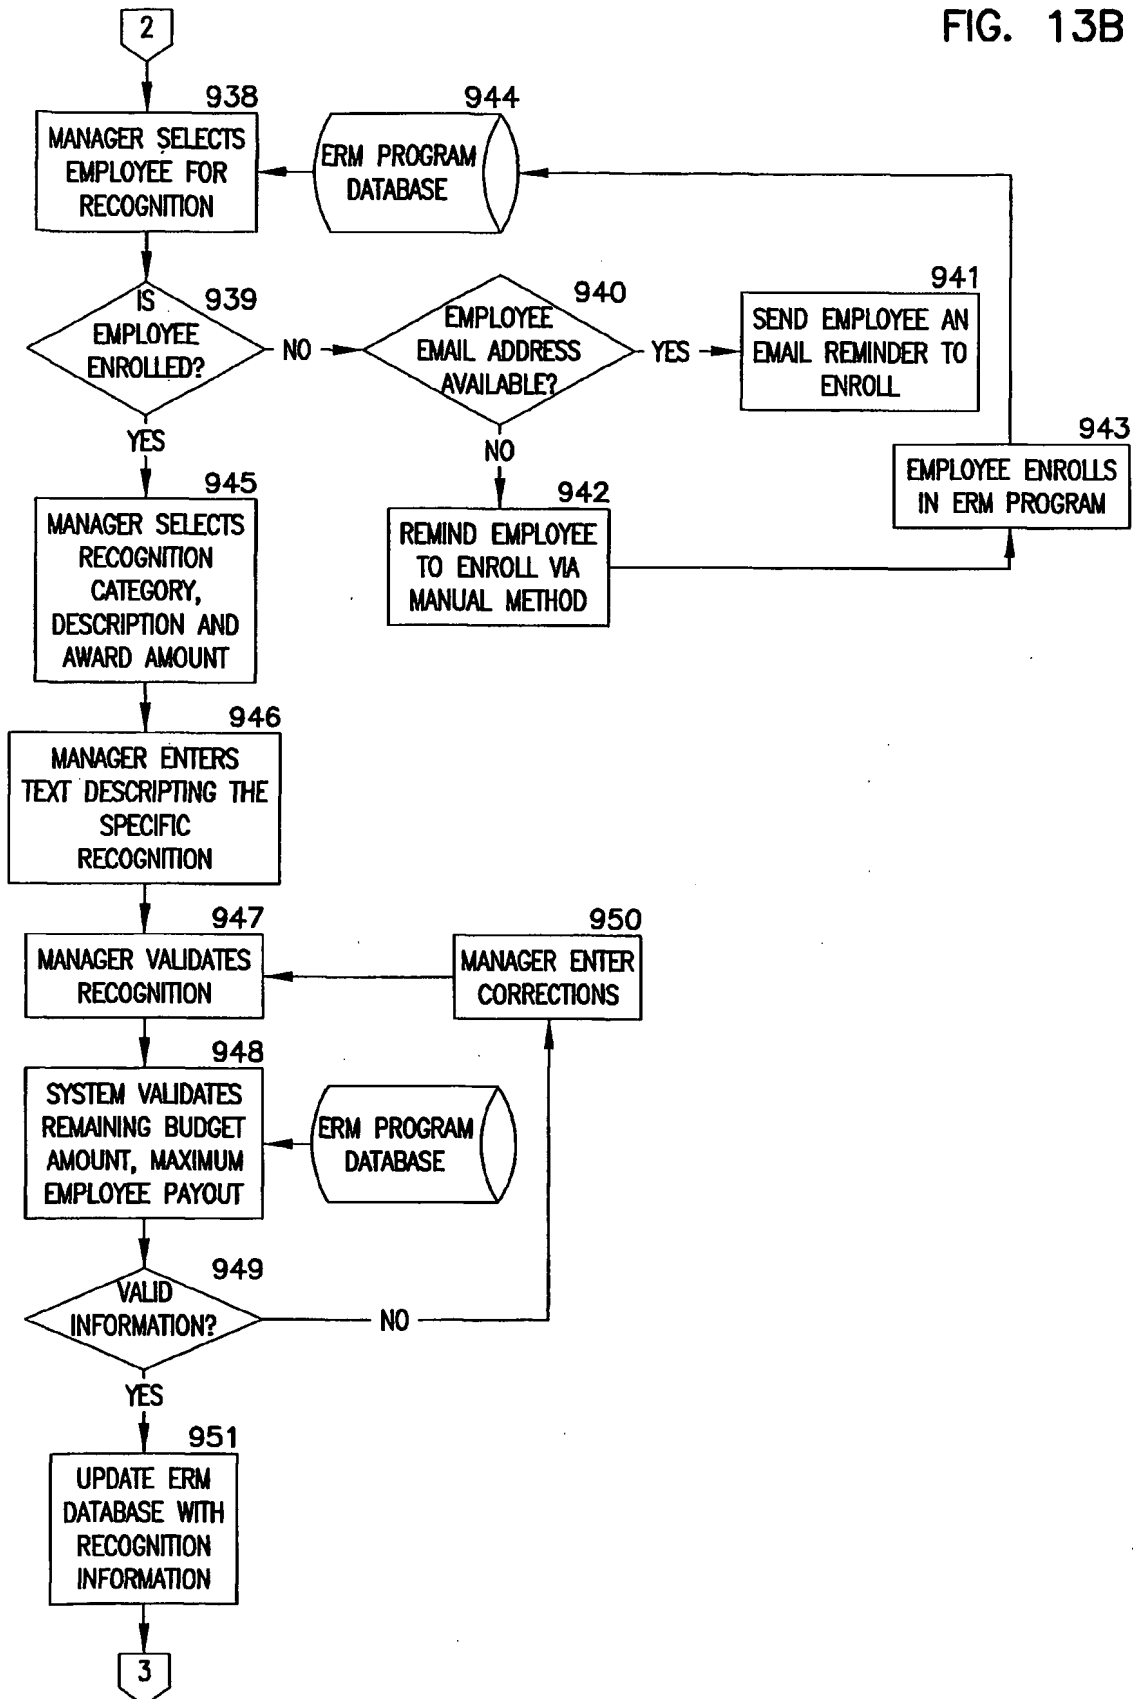 FIG. 13B
2
938
MANAGER SELECTS
EMPLOYEE FOR
RECOGNITION
944
ERM PROGRAM
DATABASE
IS
EMPLOYEE
ENROLLED?
939
NO
EMPLOYEE
EMAIL ADDRESS
AVAILABLE?
940
YES
941
SEND EMPLOYEE AN
EMAIL REMINDER TO
ENROLL
YES
NO
943
EMPLOYEE ENROLLS
IN ERM PROGRAM
945
MANAGER SELECTS
RECOGNITION
CATEGORY,
DESCRIPTION AND
AWARD AMOUNT
942
REMIND EMPLOYEE
TO ENROLL VIA
MANUAL METHOD
946
MANAGER ENTERS
TEXT DESCRIPTING THE
SPECIFIC
RECOGNITION
947
MANAGER VALIDATES
RECOGNITION
950
MANAGER ENTER
CORRECTIONS
948
SYSTEM VALIDATES
REMAINING BUDGET
AMOUNT, MAXIMUM
EMPLOYEE PAYOUT
ERM PROGRAM
DATABASE
949
VALID
INFORMATION?
NO
YES
951
UPDATE ERM
DATABASE WITH
RECOGNITION
INFORMATION
3